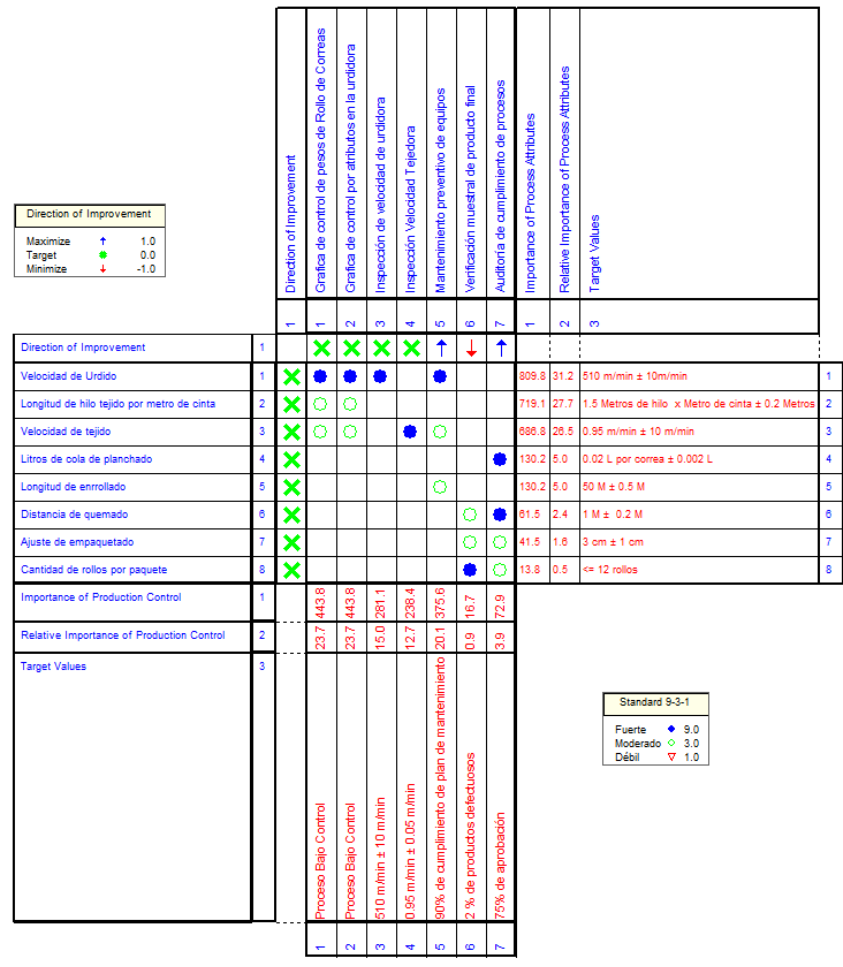 Direction of Improvement
Maximize 1.0
Target 0.0
Minimize -1.0
Direction of Improvement
Grafica de control de pesos de Rollo de Correas
Grafica de control por atributos en la urdidora
Inspección de velocidad de urdidora
Inspección Velocidad Tejedora
Mantenimiento preventivo de equipos
Verificación muestral de producto final
Auditoría de cumplimiento de procesos
Importance of Process Attributes
Relative Importance of Process Attributes
Target Values
1 1 2 3 4 5 6 7 1 2 3
Direction of Improvement 1
Velocidad de Urdido 1 809.8 31.2 510 m/min ± 10m/min 1
Longitud de hilo tejido por metro de cinta 2 719.1 27.7 1.5 Metros de hilo x Metro de cinta ± 0.2 Metros 2
Velocidad de tejido 3 686.8 26.5 0.95 m/min ± 10 m/min 3
Litros de cola de planchado 4 130.2 5.0 0.02 L por correa ± 0.002 L 4
Longitud de enrrollado 5 130.2 5.0 50 M ± 0.5 M 5
Distancia de quemado 6 61.5 2.4 1 M ± 0.2 M 6
Ajuste de empaquetado 7 41.5 1.6 3 cm ± 1 cm 7
Cantidad de rollos por paquete 8 13.8 0.5 <= 12 rollos 8
Importance of Production Control 1 443.8 443.8 281.1 238.4 375.6 16.7 72.9
Relative Importance of Production Control 2 23.7 23.7 15.0 12.7 20.1 0.9 3.9
Target Values 3
Proceso Bajo Control
Proceso Bajo Control
510 m/min ± 10 m/min
0.95 m/min ± 0.05 m/min
90% de cumplimiento de plan de mantenimiento
2 % de productos defectuosos
75% de aprobación
1 2 3 4 5 6 7
Standard 9-3-1
Fuerte 9.0
Moderado 3.0
Débil 1.0